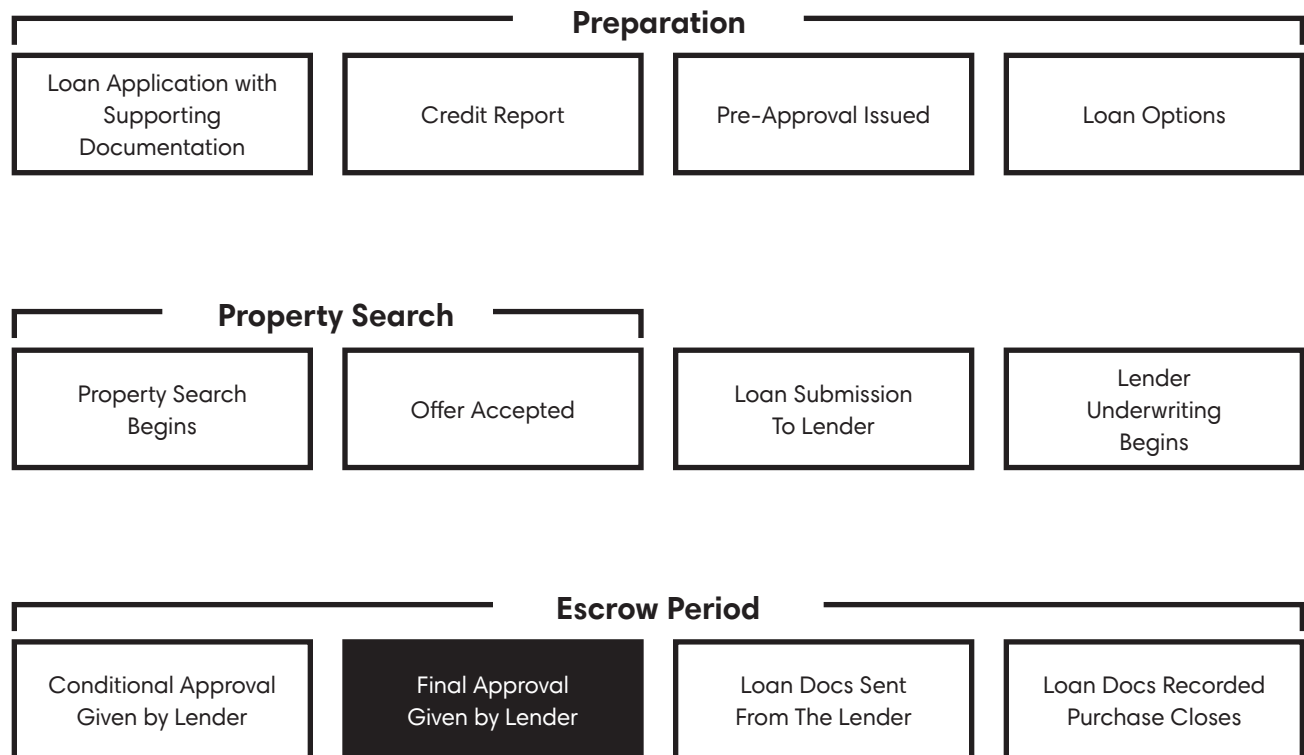 Preparation
Loan Application with
Supporting
Documentation
Credit Report
Pre-Approval Issued
Loan Options
Property Search
Property Search
Begins
Offer Accepted
Loan Submission
To Lender
Lender
Underwriting
Begins
Escrow Period
Conditional Approval
Given by Lender
Final Approval
Given by Lender
Loan Docs Sent
From The Lender
Loan Docs Recorded
Purchase Closes